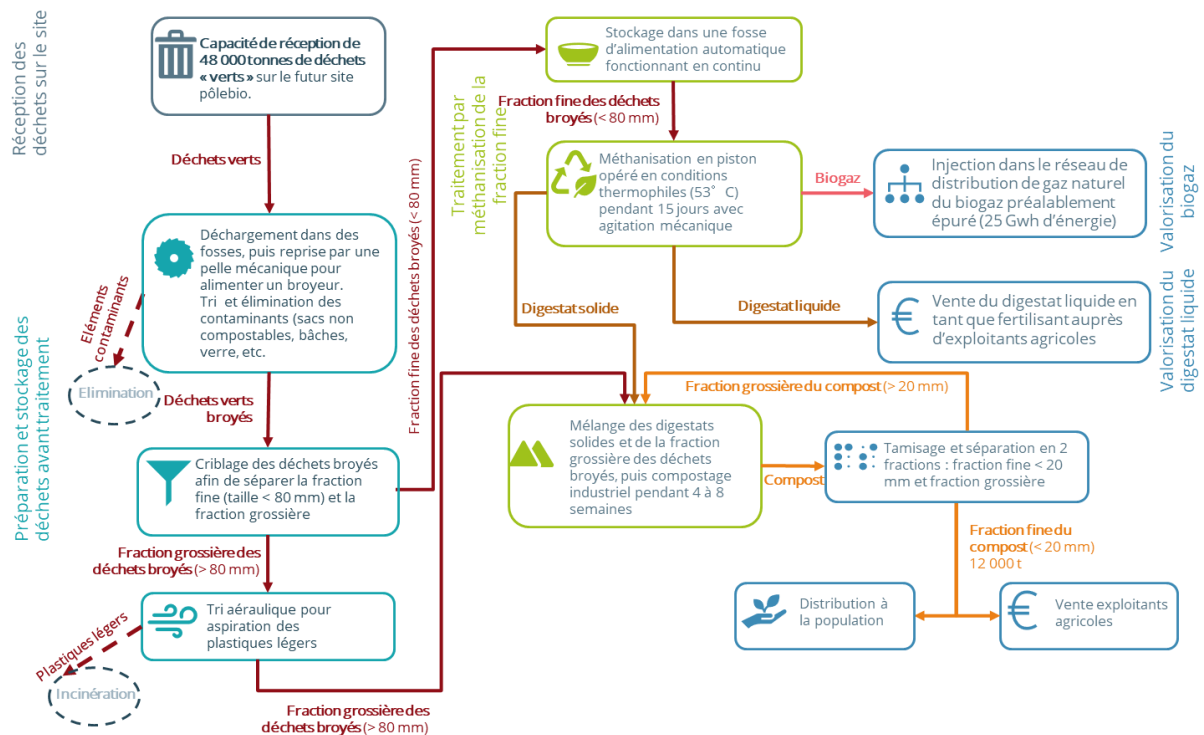 Réception des
déchets sur le site
Capacité de réception de
48 000 tonnes de déchets
« verts » sur le futur site
pôlebio.
Déchets verts
Préparation et stockage des
déchets avant traitement
Déchargement dans des
fosses, puis reprise par une
pelle mécanique pour
alimenter un broyeur.
Tri et élimination des
contaminants (sacs non
compostables, bâches,
verre, etc.
Eléments
contaminants
Elimination
Déchets verts
broyés
Criblage des déchets broyés
afin de séparer la fraction
fine (taille < 80 mm) et la
fraction grossière
Fraction grossière des
déchets broyés (> 80 mm)
Tri aéraulique pour
aspiration des
plastiques légers
Plastiques légers
Incinération
Fraction grossière des
déchets broyés (> 80 mm)
Fraction fine des déchets broyés (< 80 mm)
Traitement par
méthanisation de la
fraction fine
Stockage dans une fosse
d'alimentation automatique
fonctionnant en continu
Fraction fine des déchets
broyés (< 80 mm)
Méthanisation en piston
opéré en conditions
thermophiles (53° C)
pendant 15 jours avec
agitation mécanique
Biogaz
Injection dans le réseau de
distribution de gaz naturel
du biogaz préalablement
épuré (25 Gwh d'énergie)
Valorisation du
biogaz
Digestat solide
Digestat liquide
Vente du digestat liquide en
tant que fertilisant auprès
d'exploitants agricoles
Valorisation du
digestat liquide
Fraction grossière du compost (> 20 mm)
Mélange des digestats
solides et de la fraction
grossière des déchets
broyés, puis compostage
industriel pendant 4 à 8
semaines
Compost
Tamisage et séparation en 2
fractions : fraction fine < 20
mm et fraction grossière
Fraction fine du
compost (< 20 mm)
12 000 t
Distribution à
la population
Vente exploitants
agricoles